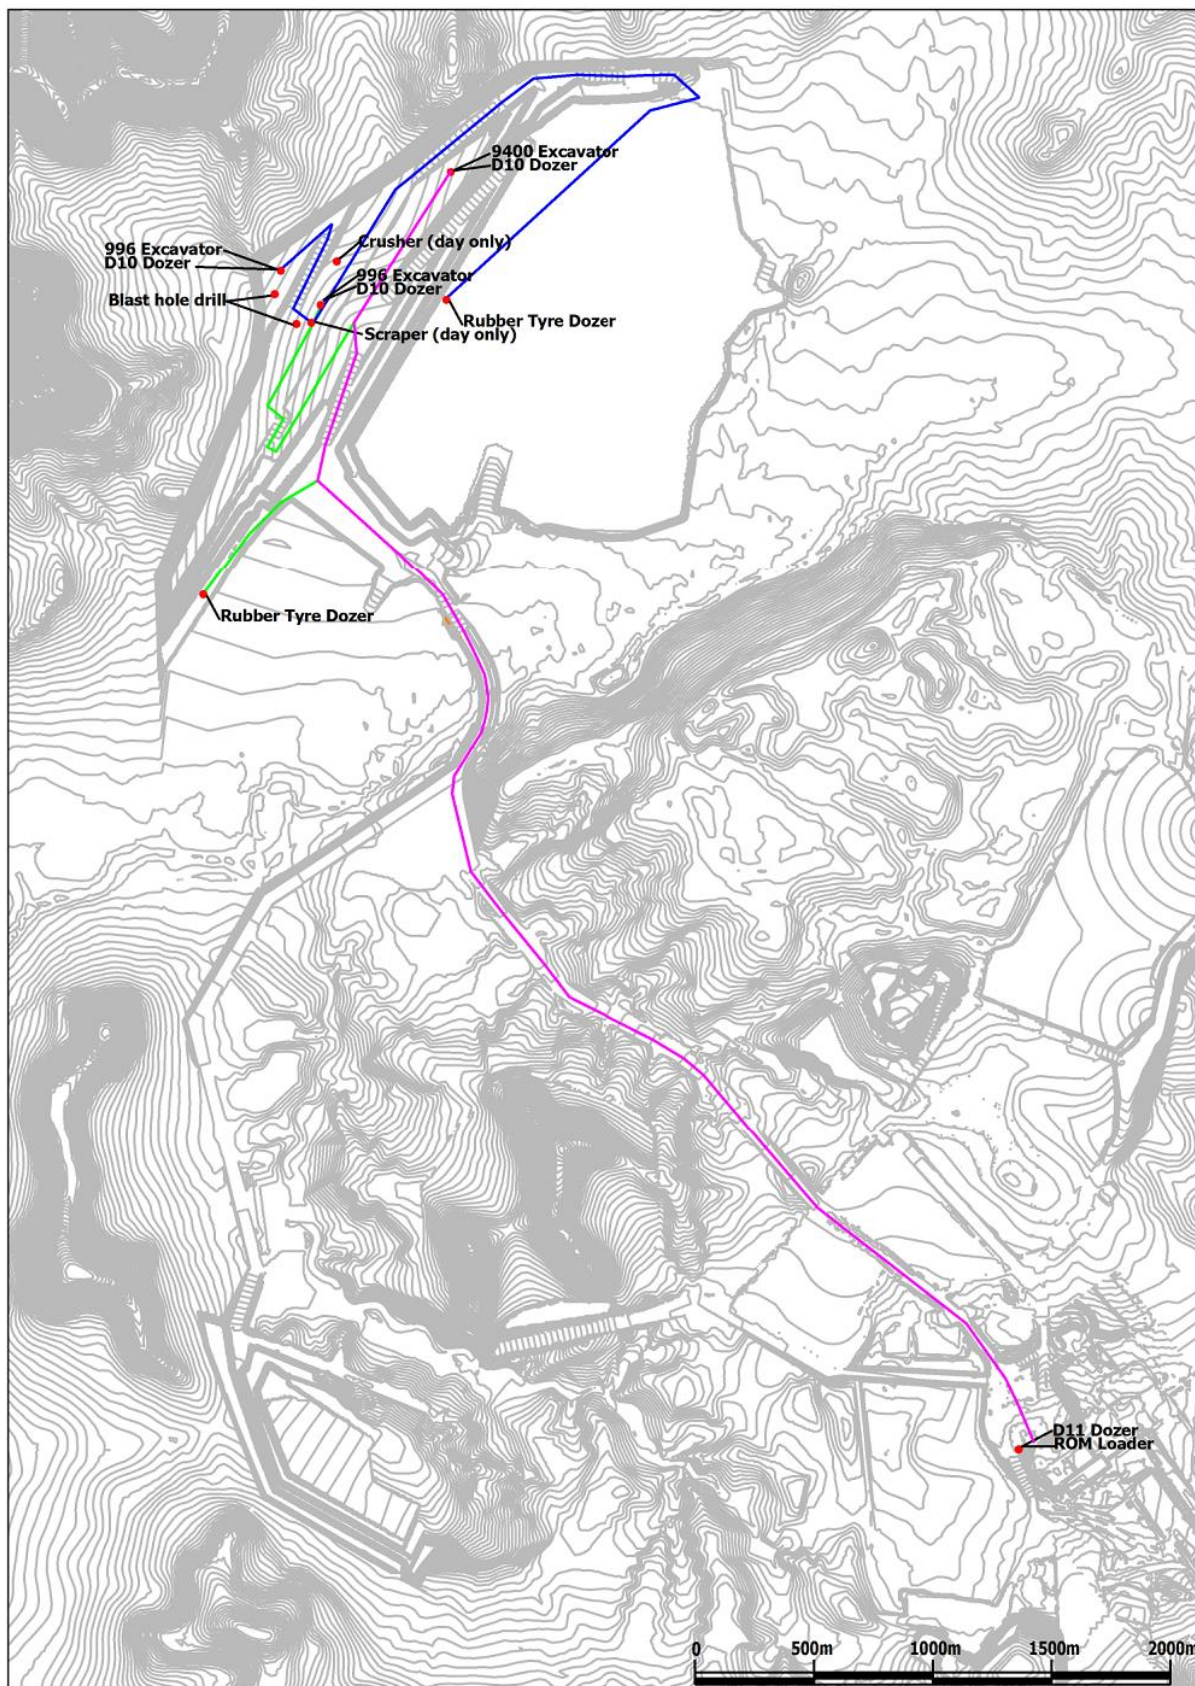 9400 Excavator
D10 Dozer
Crusher (day only)
996 Excavator
D10 Dozer
996 Excavator
D10 Dozer
Blast hole drill
Rubber Tyre Dozer
Scraper (day only)
Rubber Tyre Dozer
D11 Dozer
ROM Loader
0 500m 1000m 1500m 2000m